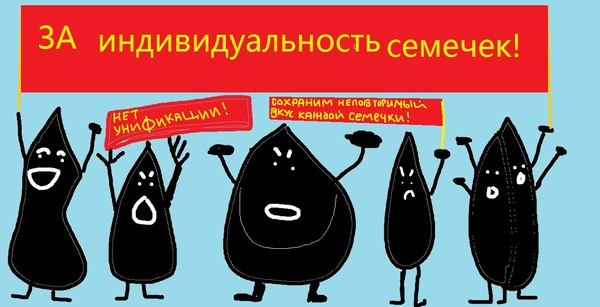 ЗА индивидуальность семечек!
НЕТ
УНИФИКАЦИИ!
СОХРАНИМ НЕПОВТОРИМЫЙ
ВКУС КАЖДОЙ СЕМЕЧКИ!